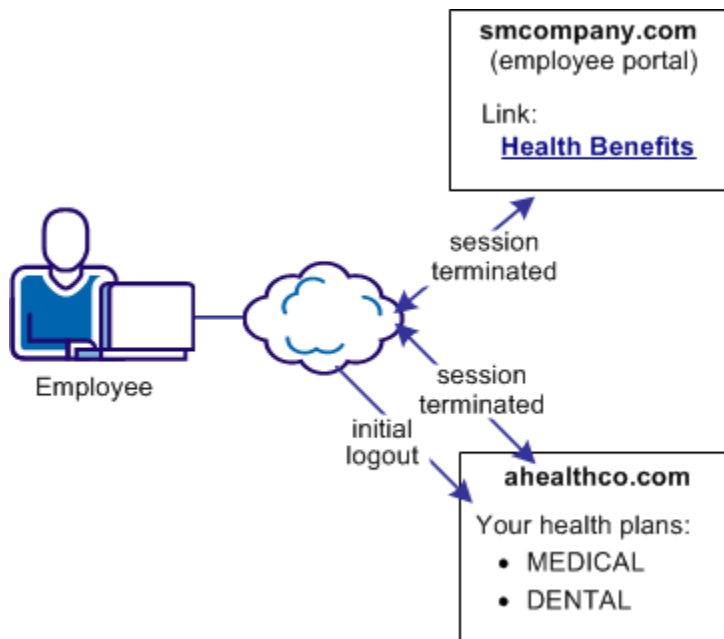 smcompany.com
(employee portal)
Link:
Health Benefits
session
terminated
Employee
session
terminated
initial
logout
ahealthco.com
Your health plans:
• MEDICAL
• DENTAL